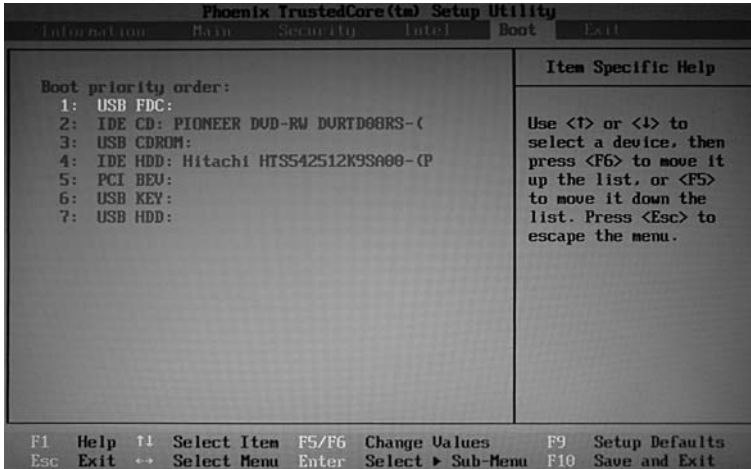 Phoenix TrustedCore(tm) Setup Utility
Information Main Security Intel Boot Exit
Item Specific Help
Boot priority order:
1: USB FDC:
2: IDE CD: PIONEER DVD-RW DVRTD08RS-(
3: USB CDROM:
4: IDE HDD: Hitachi HTS542512K9SA00-(P
5: PCI BEV:
6: USB KEY:
7: USB HDD:
Use <↑> or <↓> to
select a device, then
press <F6> to move it
up the list, or <F5>
to move it down the
list. Press <Esc> to
escape the menu.
F1 Help ↑↓ Select Item F5/F6 Change Values F9 Setup Defaults
Esc Exit ↔ Select Menu Enter Select ▶ Sub-Menu F10 Save and Exit